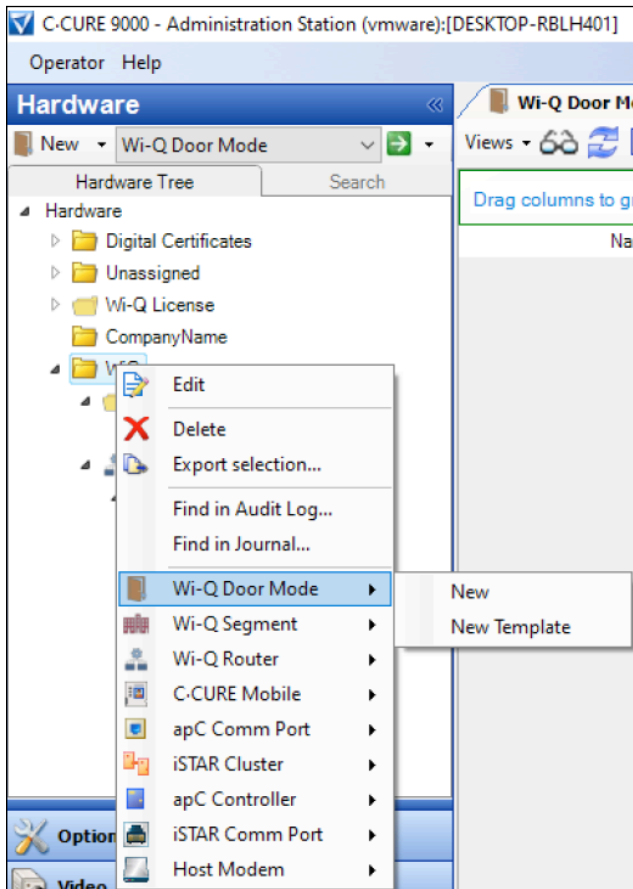 C•CURE 9000 - Administration Station (vmware):[DESKTOP-RBLH401]
Operator Help
Hardware
Wi-Q Door M
New
Wi-Q Door Mode
Views
Hardware Tree
Search
Drag columns to g
Hardware
Na
Digital Certificates
Unassigned
Wi-Q License
CompanyName
Edit
Delete
Export selection...
Find in Audit Log...
Find in Journal...
Wi-Q Door Mode
New
Wi-Q Segment
New Template
Wi-Q Router
C•CURE Mobile
apC Comm Port
iSTAR Cluster
apC Controller
Option
iSTAR Comm Port
Host Modem
Video